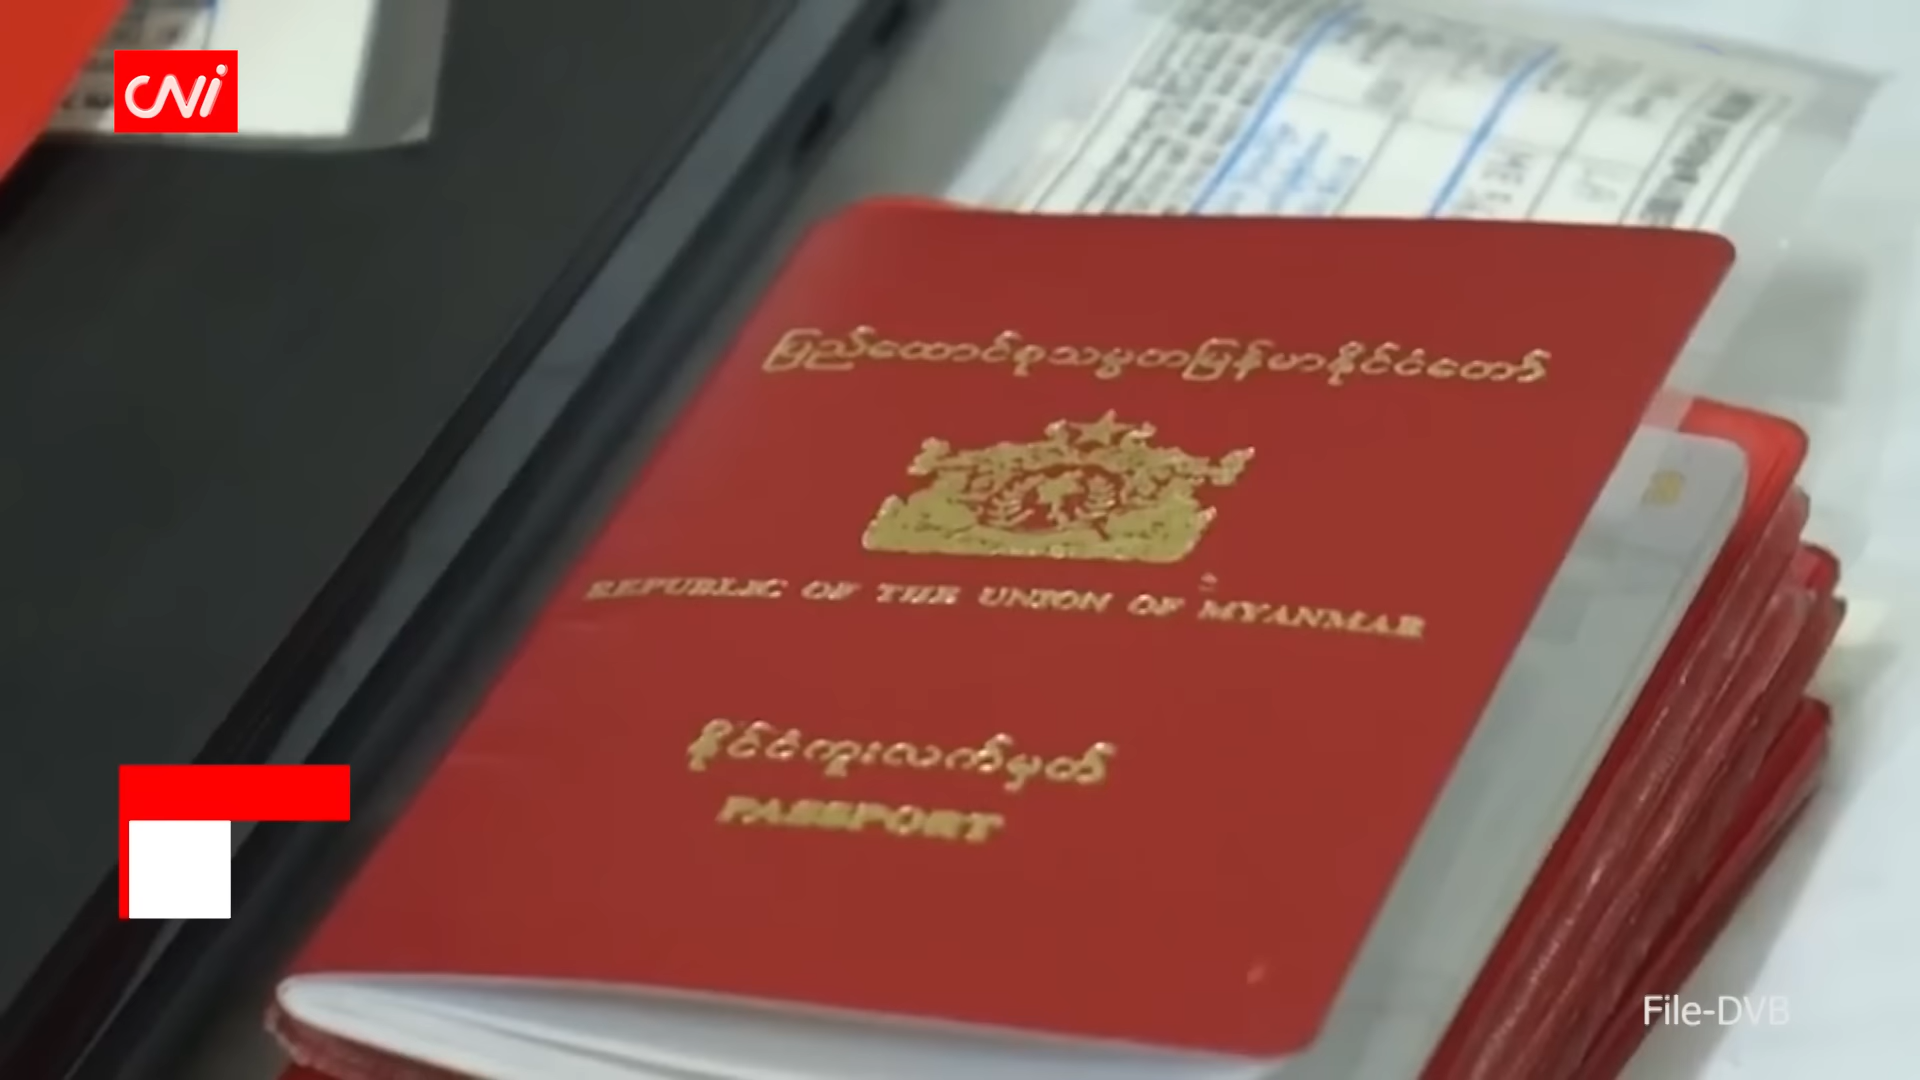 CNi
ပြည်ထောင်စုသမ္မတမြန်မာနိုင်ငံတော်
REPUBLIC OF THE UNION OF MYANMAR
နိုင်ငံကူးလက်မှတ်
PASSPORT
File-DVB